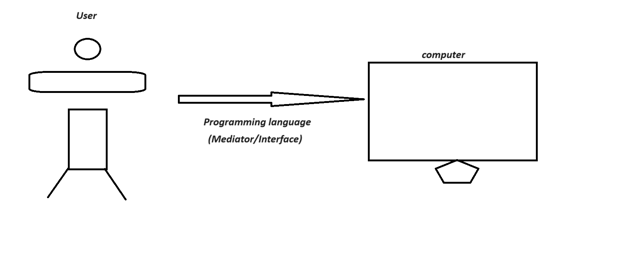 User
computer
Programming language
(Mediator/Interface)